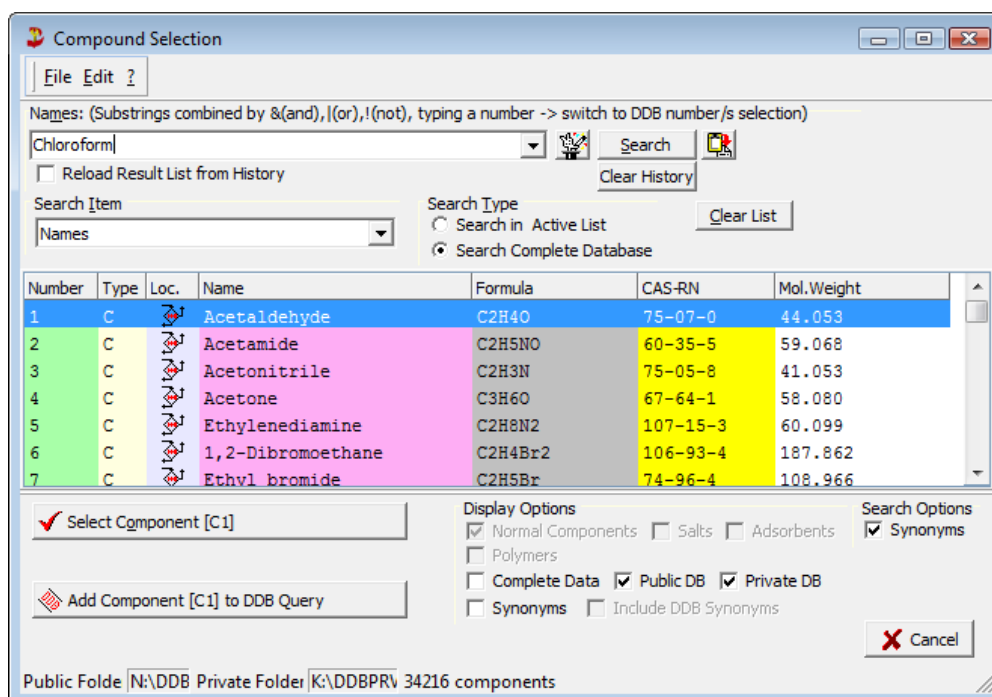 Compound Selection
File Edit ?
Names: (Substrings combined by &(and),|(or),!(not), typing a number -> switch to DDB number/s selection)
Chloroform Search
Reload Result List from History Clear History
Search Item Search Type Clear List
Names Search in Active List
Search Complete Database
Number Type Loc. Name Formula CAS-RN Mol.Weight
1 C Acetaldehyde C2H4O 75-07-0 44.053
2 C Acetamide C2H5NO 60-35-5 59.068
3 C Acetonitrile C2H3N 75-05-8 41.053
4 C Acetone C3H6O 67-64-1 58.080
5 C Ethylenediamine C2H8N2 107-15-3 60.099
6 C 1,2-Dibromoethane C2H4Br2 106-93-4 187.862
7 C Ethyl bromide C2H5Br 74-96-4 108.966
Select Component [C1] Display Options Search Options
Normal Components Salts Adsorbents Synonyms
Polymers
Complete Data Public DB Private DB
Add Component [C1] to DDB Query Synonyms Include DDB Synonyms
Cancel
Public Folde N:\DDB Private Folder K:\DDBPRV 34216 components